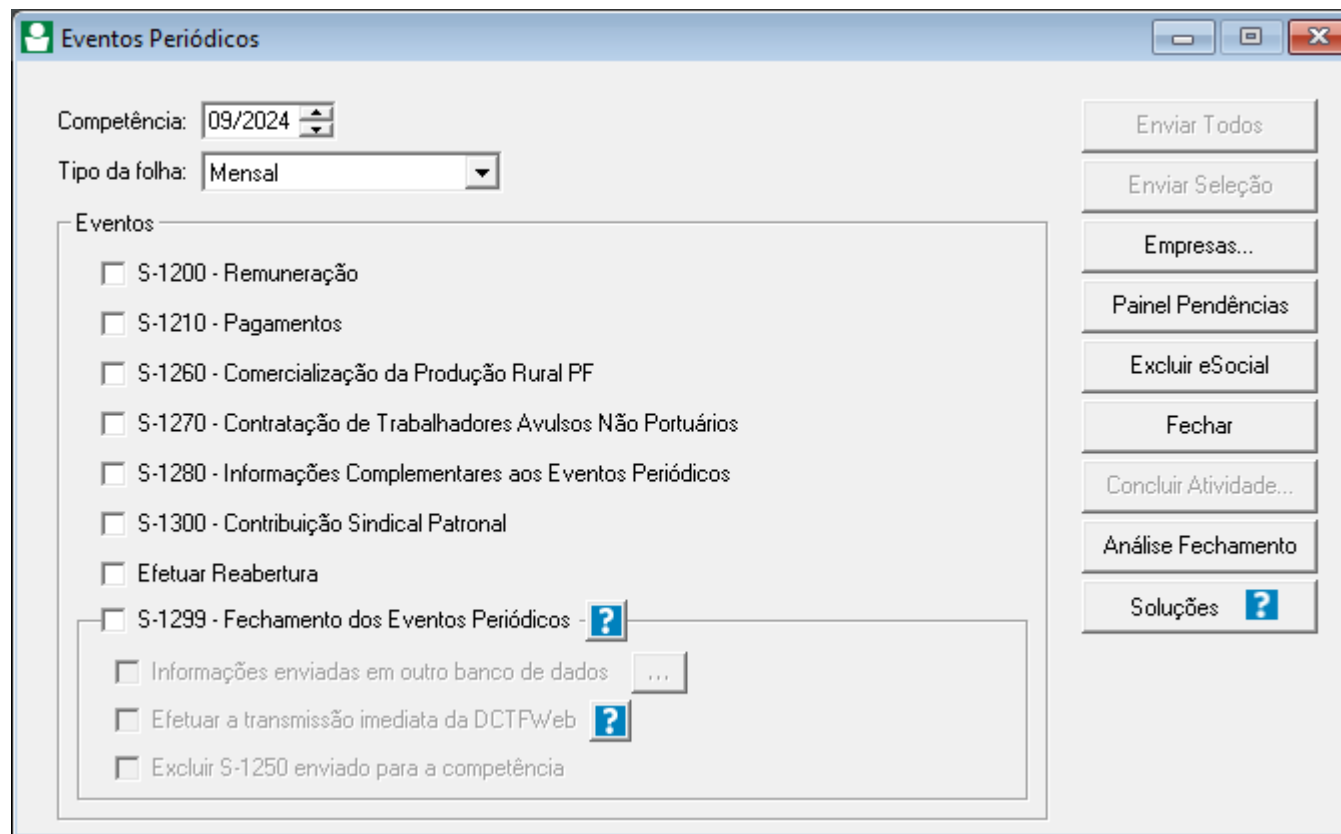 Eventos Periódicos
Competência: 09/2024
Tipo da folha: Mensal
Eventos
S-1200 - Remuneração
S-1210 - Pagamentos
S-1260 - Comercialização da Produção Rural PF
S-1270 - Contratação de Trabalhadores Avulsos Não Portuários
S-1280 - Informações Complementares aos Eventos Periódicos
S-1300 - Contribuição Sindical Patronal
Efetuar Reabertura
S-1299 - Fechamento dos Eventos Periódicos ?
Informações enviadas em outro banco de dados ...
Efetuar a transmissão imediata da DCTFWeb ?
Excluir S-1250 enviado para a competência
Enviar Todos
Enviar Seleção
Empresas...
Painel Pendências
Excluir eSocial
Fechar
Concluir Atividade...
Análise Fechamento
Soluções ?